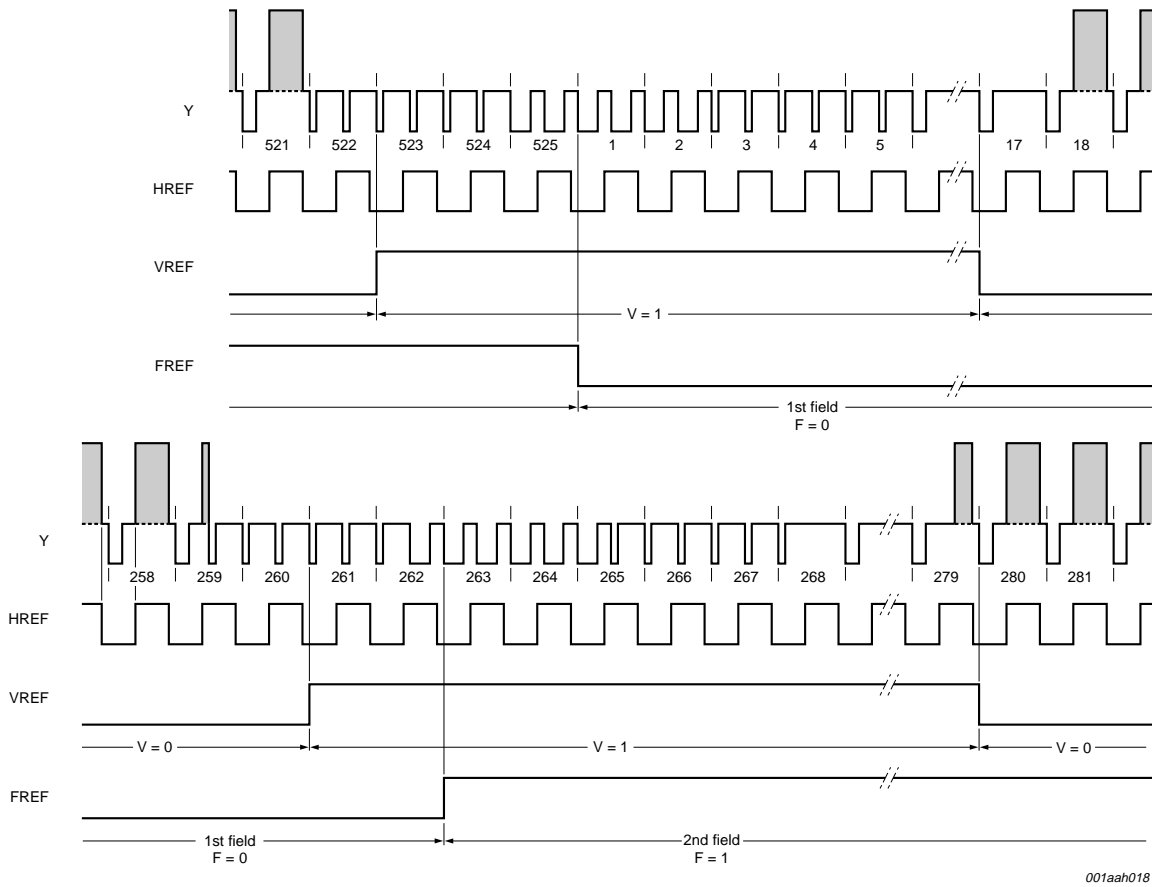 Y
521 522 523 524 525 1 2 3 4 5 17 18
HREF
VREF
V = 1
FREF
1st field
F = 0
Y
258 259 260 261 262 263 264 265 266 267 268 279 280 281
HREF
VREF
V = 0 V = 1 V = 0
FREF
1st field 2nd field
F = 0 F = 1
001aah018